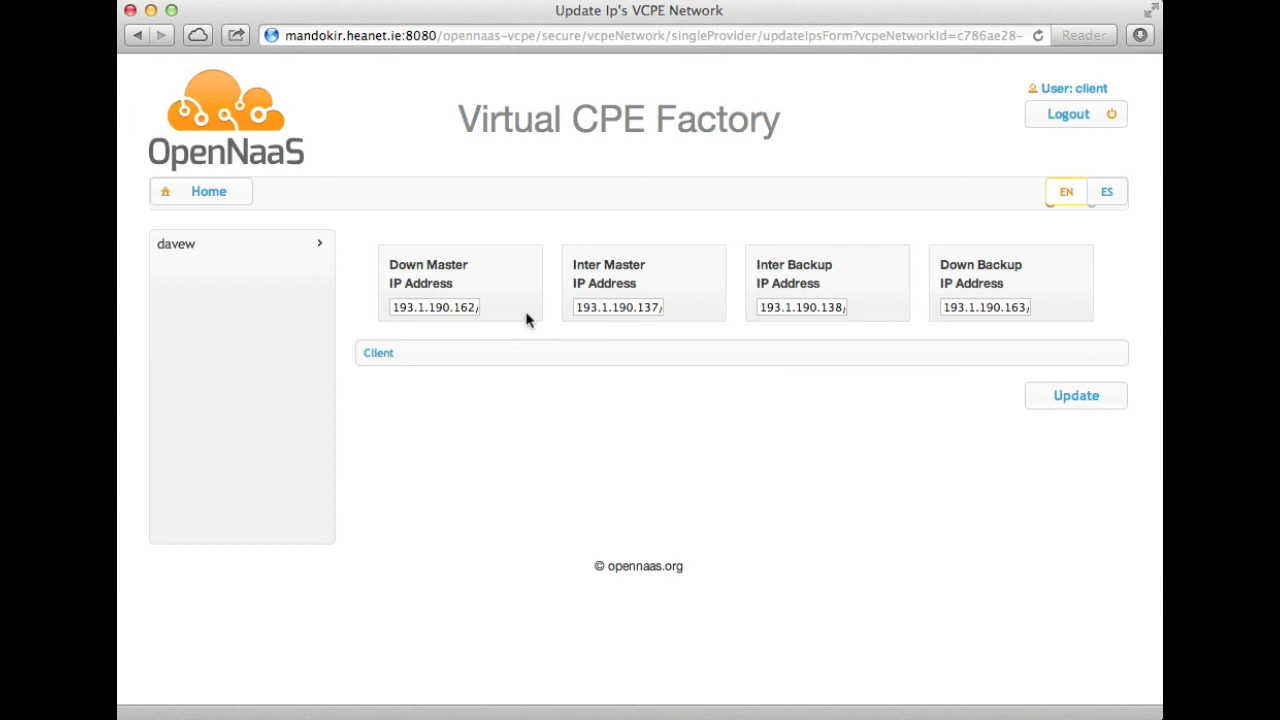 Update Ip's VCPE Network
mandokir.heanet.ie:8080/opennaas-vcpe/secure/vcpeNetwork/singleProvider/updateIpsForm?vcpeNetworkId=c786ae28-
Reader
OpenNaaS
Virtual CPE Factory
User: client
Logout
Home
EN
ES
davew
Down Master
IP Address
193.1.190.162/
Inter Master
IP Address
193.1.190.137/
Inter Backup
IP Address
193.1.190.138/
Down Backup
IP Address
193.1.190.163/
Client
Update
© opennaas.org